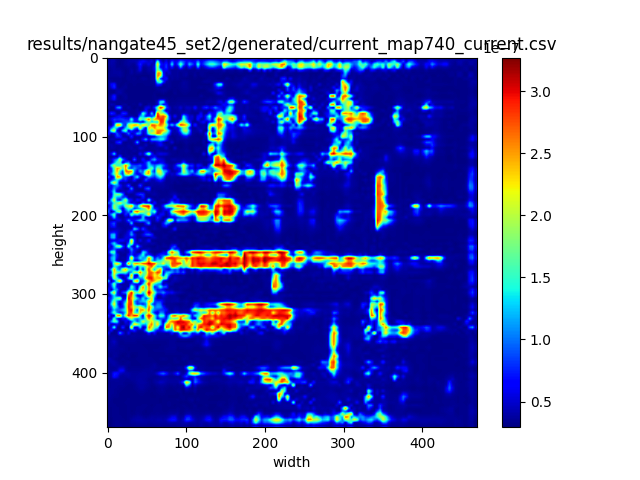 results/nangate45_set2/generated/current_map740_current.csv
1e−7
0
100
200
300
400
height
0 100 200 300 400
width
3.0
2.5
2.0
1.5
1.0
0.5